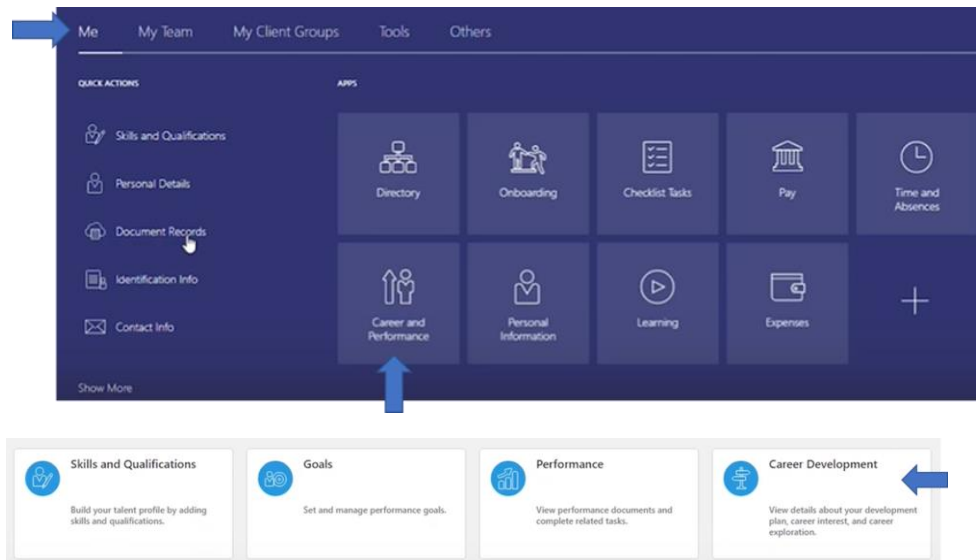 Me My Team My Client Groups Tools Others
QUICK ACTIONS
APPS
Skills and Qualifications
Personal Details
Document Records
Identification Info
Contact Info
Show More
Directory
Onboarding
Checklist Tasks
Pay
Time and
Absences
Career and
Performance
Personal
Information
Learning
Expenses
Skills and Qualifications
Build your talent profile by adding
skills and qualifications.
Goals
Set and manage performance goals.
Performance
View performance documents and
complete related tasks.
Career Development
View details about your development
plan, career interest, and career
exploration.